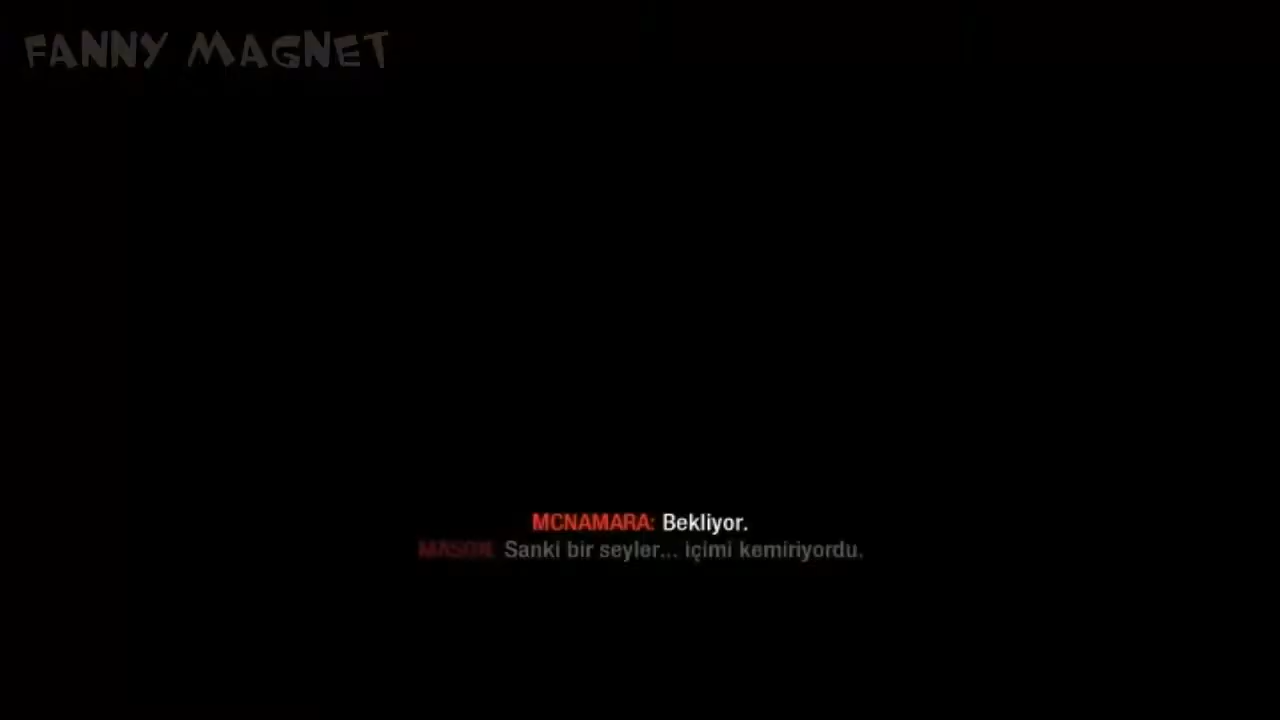 FANNY MAGNET
MCNAMARA: Bekliyor.
MASON: Sanki bir seyler... içimi kemiriyordu.